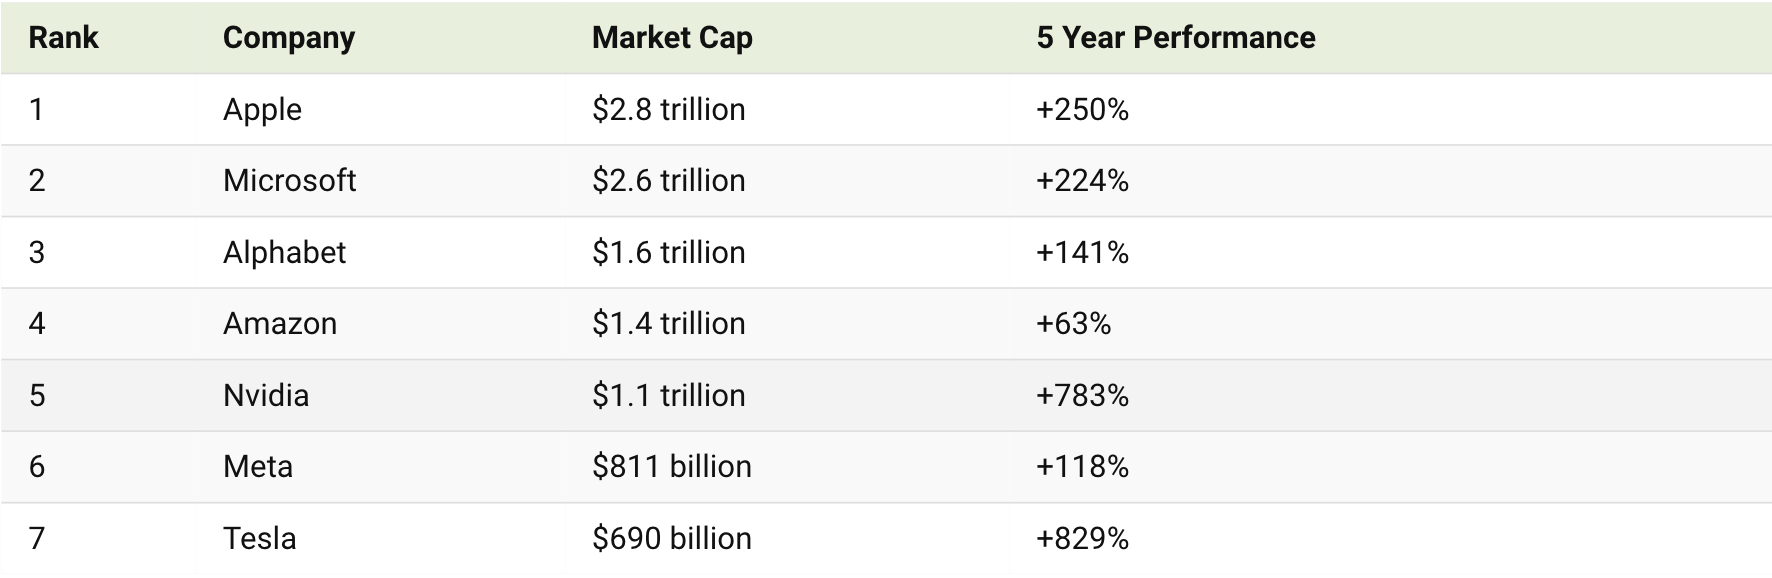 Rank Company Market Cap 5 Year Performance
1 Apple $2.8 trillion +250%
2 Microsoft $2.6 trillion +224%
3 Alphabet $1.6 trillion +141%
4 Amazon $1.4 trillion +63%
5 Nvidia $1.1 trillion +783%
6 Meta $811 billion +118%
7 Tesla $690 billion +829%